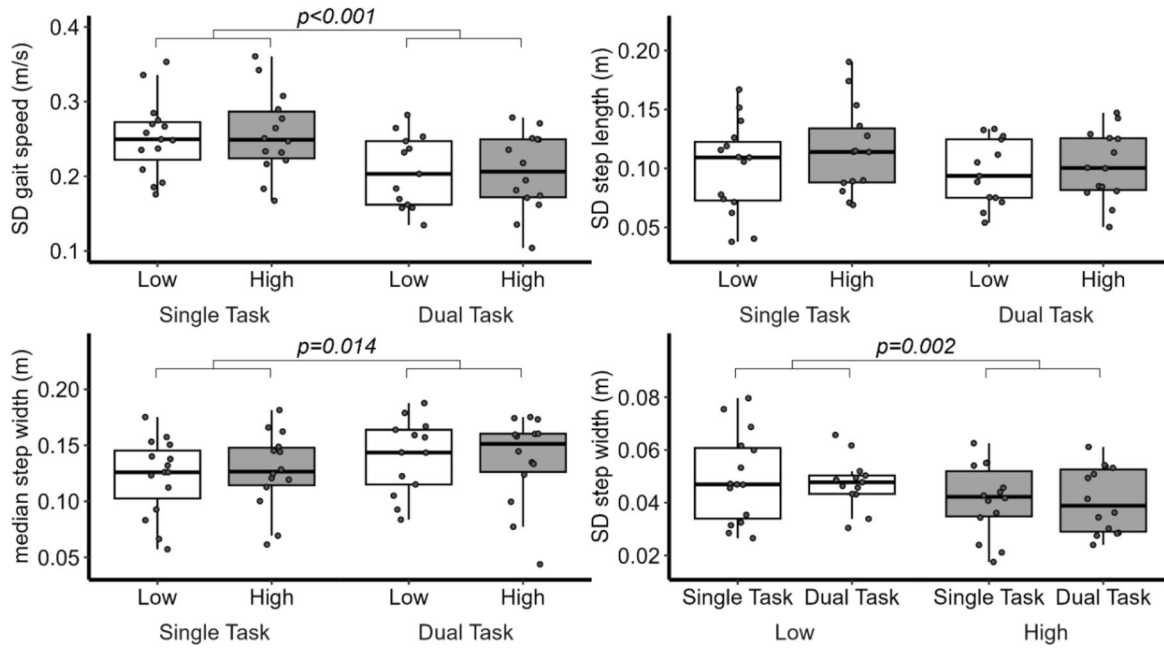 p<0.001
SD gait speed (m/s)
0.4
0.3
0.2
0.1
Low High Low High
Single Task Dual Task
SD step length (m)
0.20
0.15
0.10
0.05
Low High Low High
Single Task Dual Task
p=0.014
median step width (m)
0.20
0.15
0.10
0.05
Low High Low High
Single Task Dual Task
p=0.002
SD step width (m)
0.08
0.06
0.04
0.02
Single Task Dual Task Single Task Dual Task
Low High